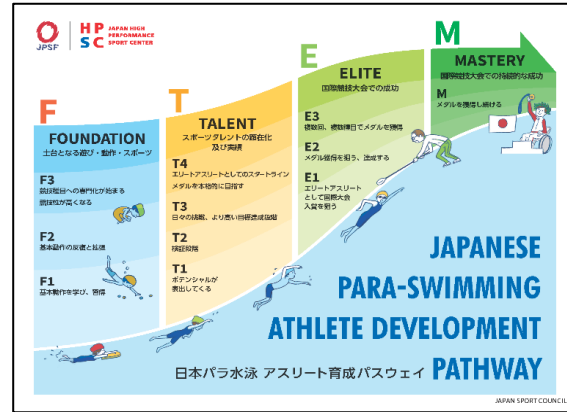 JPSF
HPSC JAPAN HIGH PERFORMANCE SPORT CENTER
F
FOUNDATION
土台となる遊び・動作・スポーツ
F3
競技種目への専門化が始まる
競技性が高くなる
F2
基本動作の反復と拡張
F1
基本動作を学び、習得
T
TALENT
スポーツタレントの顕在化
及び実績
T4
エリートアスリートとしてのスタートライン
メダルを本格的に目指す
T3
日々の挑戦、より高い目標達成段階
T2
検証段階
T1
ポテンシャルが
表出してくる
E
ELITE
国際競技大会での成功
E3
複数回、複数種目でメダルを獲得
E2
メダル獲得を狙う、達成する
E1
エリートアスリート
として国際大会
入賞を狙う
M
MASTERY
国際競技大会での持続的な成功
M
メダルを獲得し続ける
JAPANESE
PARA-SWIMMING
ATHLETE DEVELOPMENT
PATHWAY
日本パラ水泳 アスリート育成パスウェイ
JAPAN SPORT COUNCIL